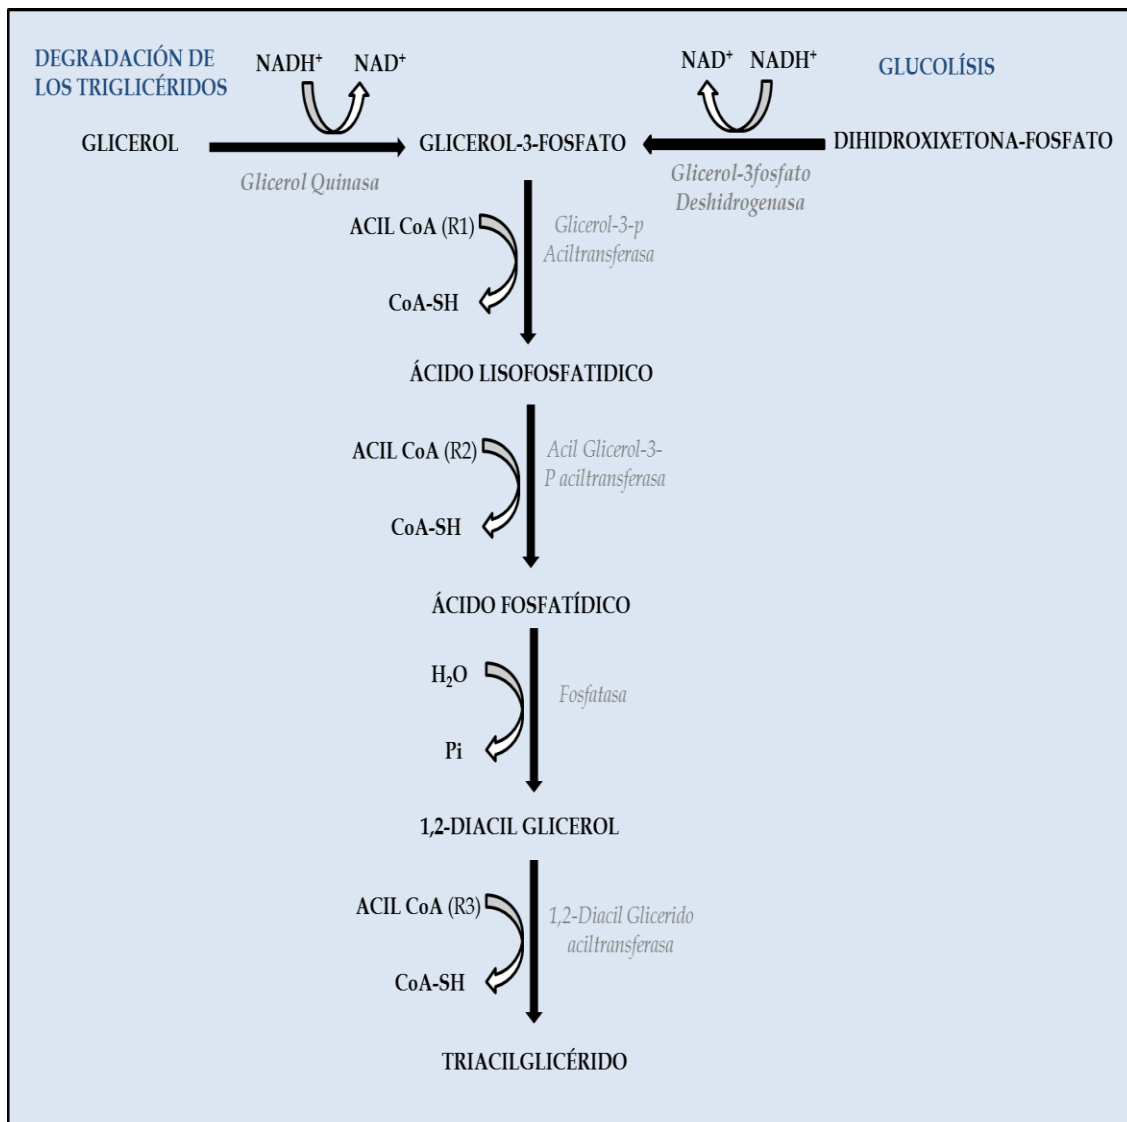 DEGRADACIÓN DE
LOS TRIGLICÉRIDOS
NADH⁺
NAD⁺
NAD⁺
NADH⁺
GLUCOLÍSIS
GLICEROL
GLICEROL-3-FOSFATO
DIHIDROXIXETONA-FOSFATO
Glicerol Quinasa
Glicerol-3fosfato
Deshidrogenasa
ACIL CoA (R1)
Glicerol-3-p
Aciltransferasa
CoA-SH
ÁCIDO LISOFOSFATIDICO
ACIL CoA (R2)
Acil Glicerol-3-
P aciltransferasa
CoA-SH
ÁCIDO FOSFATÍDICO
H₂O
Fosfatasa
Pi
1,2-DIACIL GLICEROL
ACIL CoA (R3)
1,2-Diacil Glicerido
aciltransferasa
CoA-SH
TRIACILGLICÉRIDO